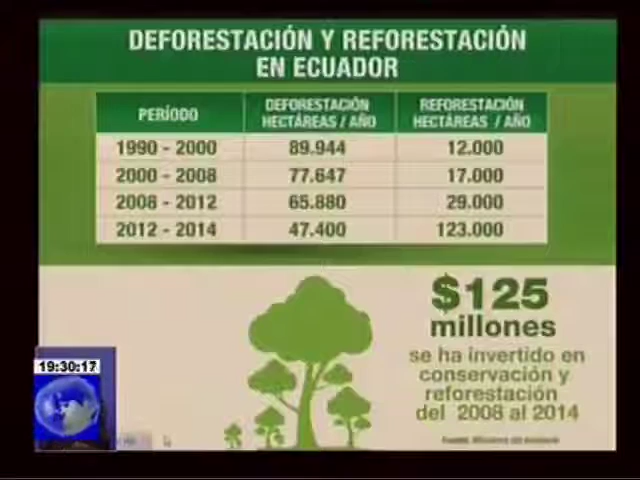 DEFORESTACIÓN Y REFORESTACIÓN
EN ECUADOR
PERÍODO
DEFORESTACIÓN
HECTÁREAS / AÑO
REFORESTACIÓN
HECTÁREAS / AÑO
1990 - 2000 89.944 12.000
2000 - 2008 77.647 17.000
2008 - 2012 65.880 29.000
2012 - 2014 47.400 123.000
$125
millones
se ha invertido en
conservación y
reforestación
del 2008 al 2014
19:30:17